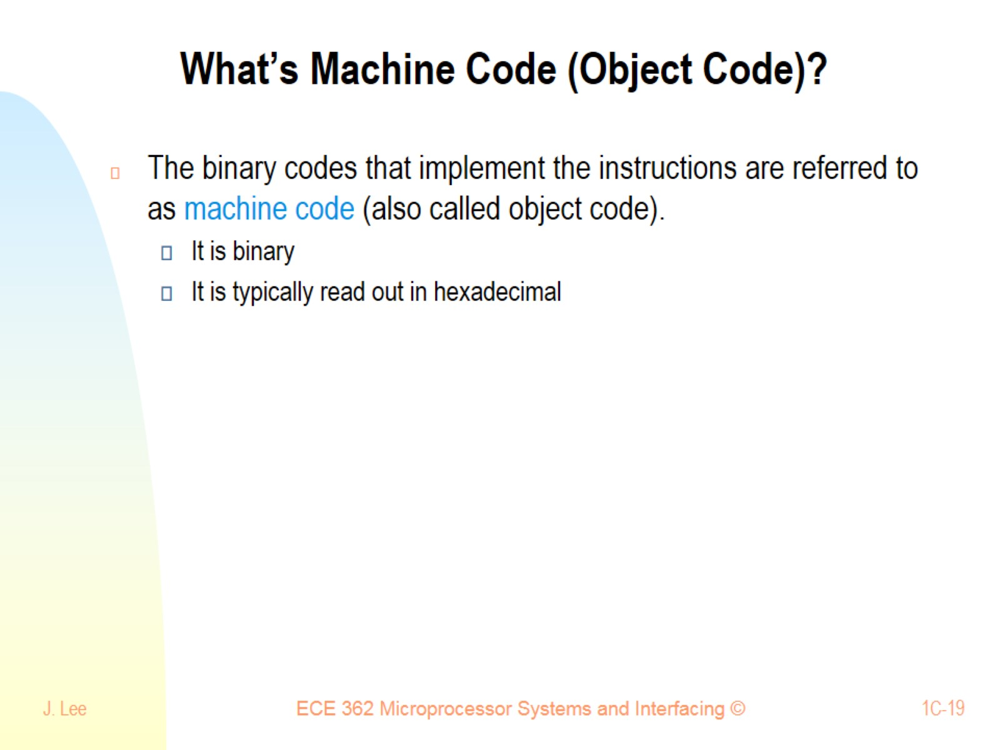 What’s Machine Code (Object Code)?
The binary codes that implement the instructions are referred to
as machine code (also called object code).
It is binary
It is typically read out in hexadecimal
J. Lee
ECE 362 Microprocessor Systems and Interfacing ©
1C-19